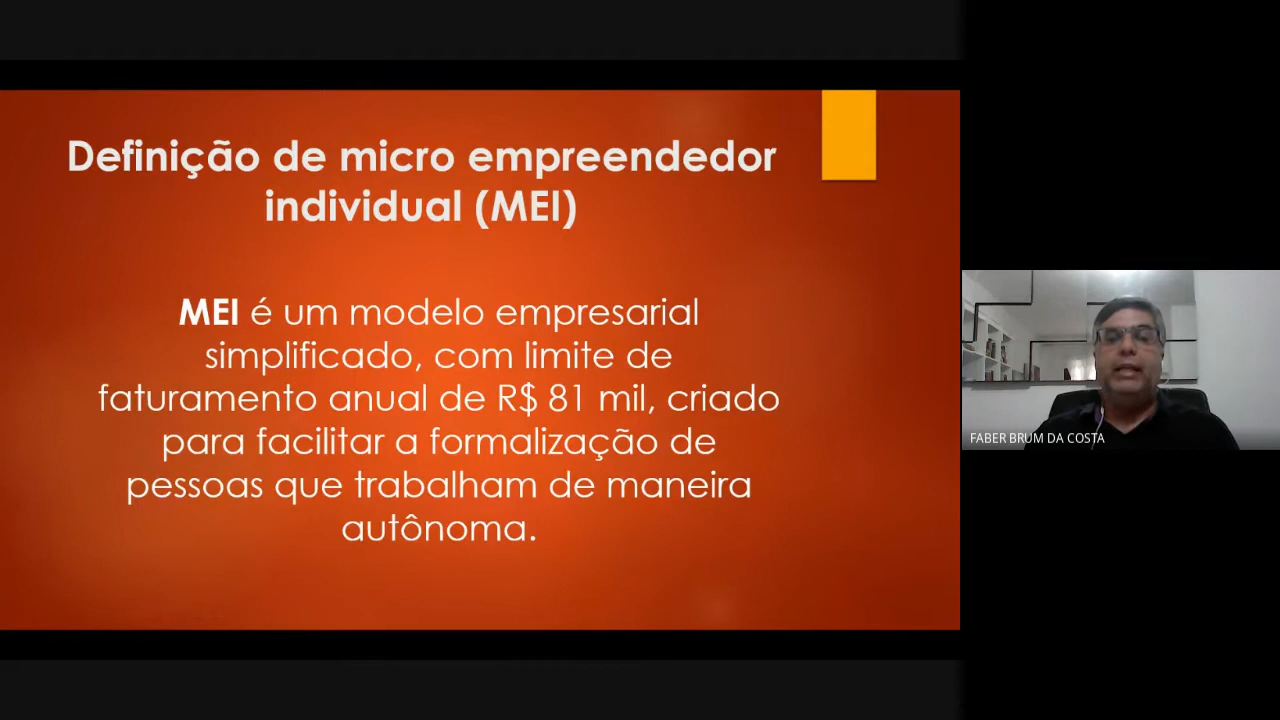 Definição de micro empreendedor
individual (MEI)
MEI é um modelo empresarial
simplificado, com limite de
faturamento anual de R$ 81 mil, criado
para facilitar a formalização de
pessoas que trabalham de maneira
autônoma.
FABER BRUM DA COSTA